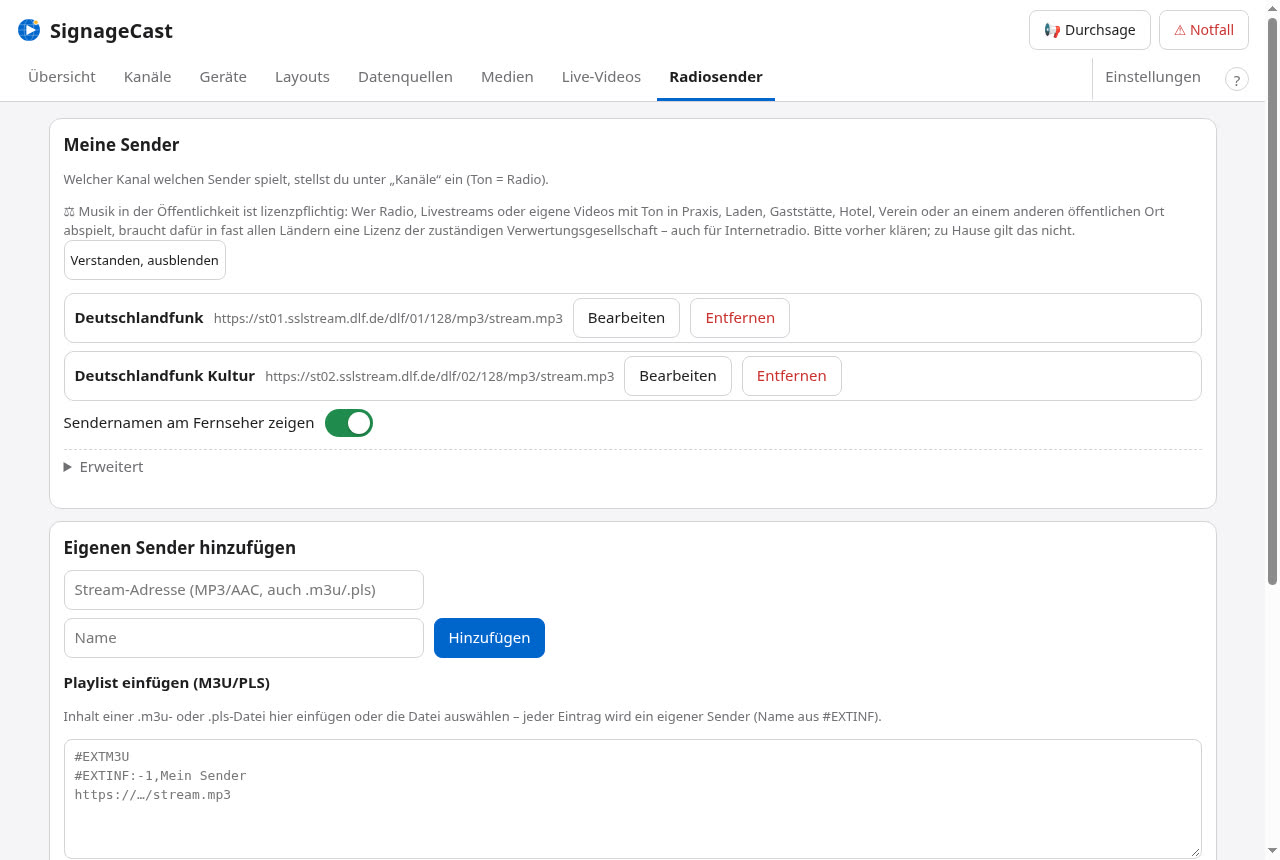 SignageCast
📢 Durchsage
⚠ Notfall
Übersicht
Kanäle
Geräte
Layouts
Datenquellen
Medien
Live-Videos
Radiosender
Einstellungen
?
Meine Sender
Welcher Kanal welchen Sender spielt, stellst du unter „Kanäle“ ein (Ton = Radio).
⚖ Musik in der Öffentlichkeit ist lizenzpflichtig: Wer Radio, Livestreams oder eigene Videos mit Ton in Praxis, Laden, Gaststätte, Hotel, Verein oder an einem anderen öffentlichen Ort
abspielt, braucht dafür in fast allen Ländern eine Lizenz der zuständigen Verwertungsgesellschaft – auch für Internetradio. Bitte vorher klären; zu Hause gilt das nicht.
Verstanden, ausblenden
Deutschlandfunk https://st01.sslstream.dlf.de/dlf/01/128/mp3/stream.mp3 Bearbeiten Entfernen
Deutschlandfunk Kultur https://st02.sslstream.dlf.de/dlf/02/128/mp3/stream.mp3 Bearbeiten Entfernen
Sendernamen am Fernseher zeigen
▶ Erweitert
Eigenen Sender hinzufügen
Stream-Adresse (MP3/AAC, auch .m3u/.pls)
Name
Hinzufügen
Playlist einfügen (M3U/PLS)
Inhalt einer .m3u- oder .pls-Datei hier einfügen oder die Datei auswählen – jeder Eintrag wird ein eigener Sender (Name aus #EXTINF).
#EXTM3U
#EXTINF:-1,Mein Sender
https://…/stream.mp3